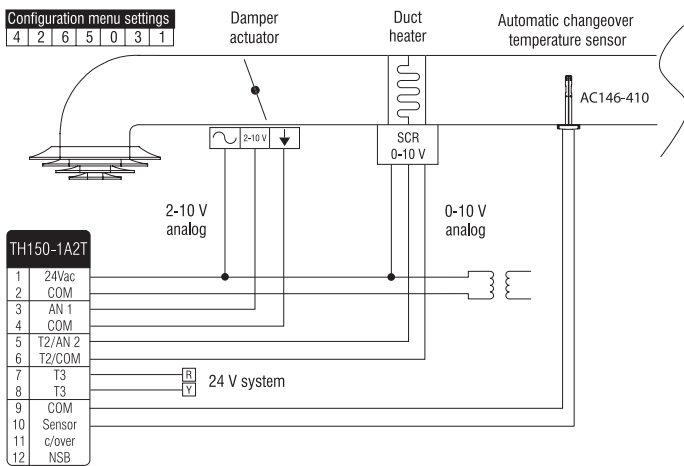 Configuration menu settings
4 2 6 5 0 3 1
Damper
actuator
Duct
heater
Automatic changeover
temperature sensor
AC146-410
2-10 V
SCR
0-10 V
2-10 V
analog
0-10 V
analog
TH150-1A2T
1 24Vac
2 COM
3 AN 1
4 COM
5 T2/AN 2
6 T2/COM
7 T3
8 T3
9 COM
10 Sensor
11 c/over
12 NSB
R
Y
24 V system